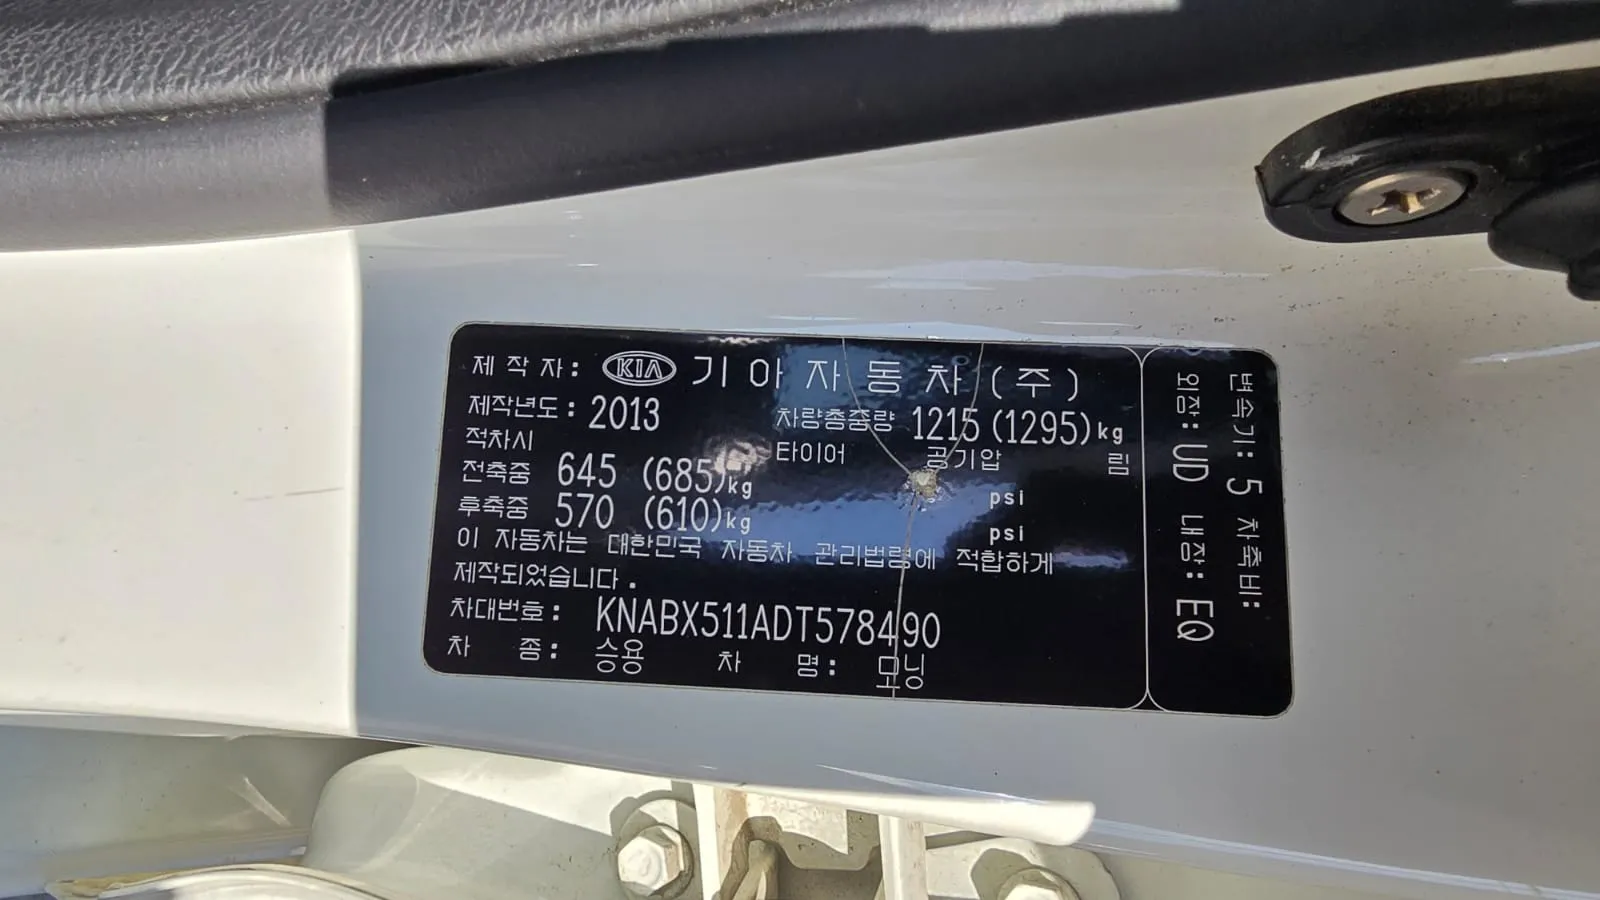 제 작 자: KIA 기 아 자 동 차 (주)
제작년도: 2013 차량총중량 1215 (1295)kg
적차시 타이어 공기압 림
전축중 645 (685)kg psi
후축중 570 (610)kg psi
이 자동차는 대한민국 자동차 관리법령에 적합하게
제작되었습니다.
차대번호: KNABX511ADT578490
차 종: 승용 차 명: 모닝
변속기: 5 차축비:
외장: UD 내장: EQ